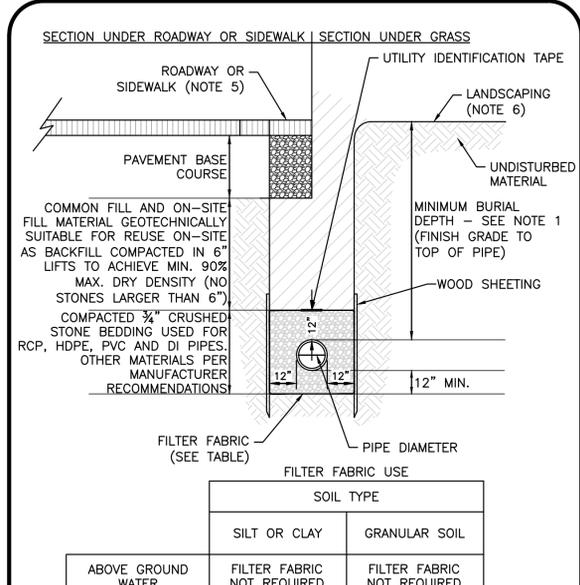 SECTION UNDER ROADWAY OR SIDEWALK | SECTION UNDER GRASS
UTILITY IDENTIFICATION TAPE
ROADWAY OR
SIDEWALK (NOTE 5)
LANDSCAPING
(NOTE 6)
PAVEMENT BASE
COURSE
UNDISTURBED
MATERIAL
COMMON FILL AND ON-SITE
FILL MATERIAL GEOTECHNICALLY
SUITABLE FOR REUSE ON-SITE
AS BACKFILL COMPACTED IN 6"
LIFTS TO ACHIEVE MIN. 90%
MAX. DRY DENSITY (NO
STONES LARGER THAN 6")
MINIMUM BURIAL
DEPTH - SEE NOTE 1
(FINISH GRADE TO
TOP OF PIPE)
WOOD SHEETING
COMPACTED ¾" CRUSHED
STONE BEDDING USED FOR
RCP, HDPE, PVC AND DI PIPES.
OTHER MATERIALS PER
MANUFACTURER
RECOMMENDATIONS
12"
12"
12"
12" MIN.
FILTER FABRIC
(SEE TABLE)
PIPE DIAMETER
FILTER FABRIC USE
SOIL TYPE
SILT OR CLAY
GRANULAR SOIL
ABOVE GROUND
WATER
FILTER FABRIC
NOT REQUIRED
FILTER FABRIC
NOT REQUIRED